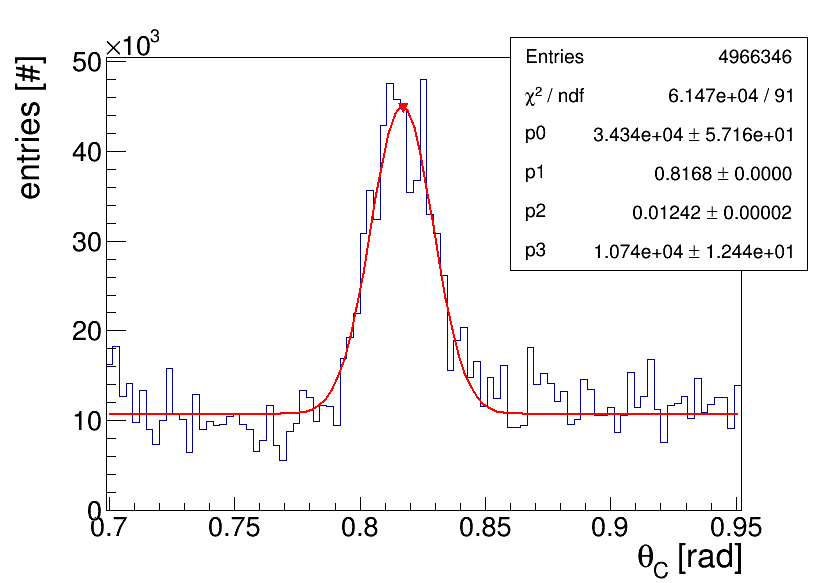 ×10³
entries [#]
50
40
30
20
10
0
0.7 0.75 0.8 0.85 0.9 0.95
θ_C [rad]
Entries 4966346
χ² / ndf 6.147e+04 / 91
p0 3.434e+04 ± 5.716e+01
p1 0.8168 ± 0.0000
p2 0.01242 ± 0.00002
p3 1.074e+04 ± 1.244e+01